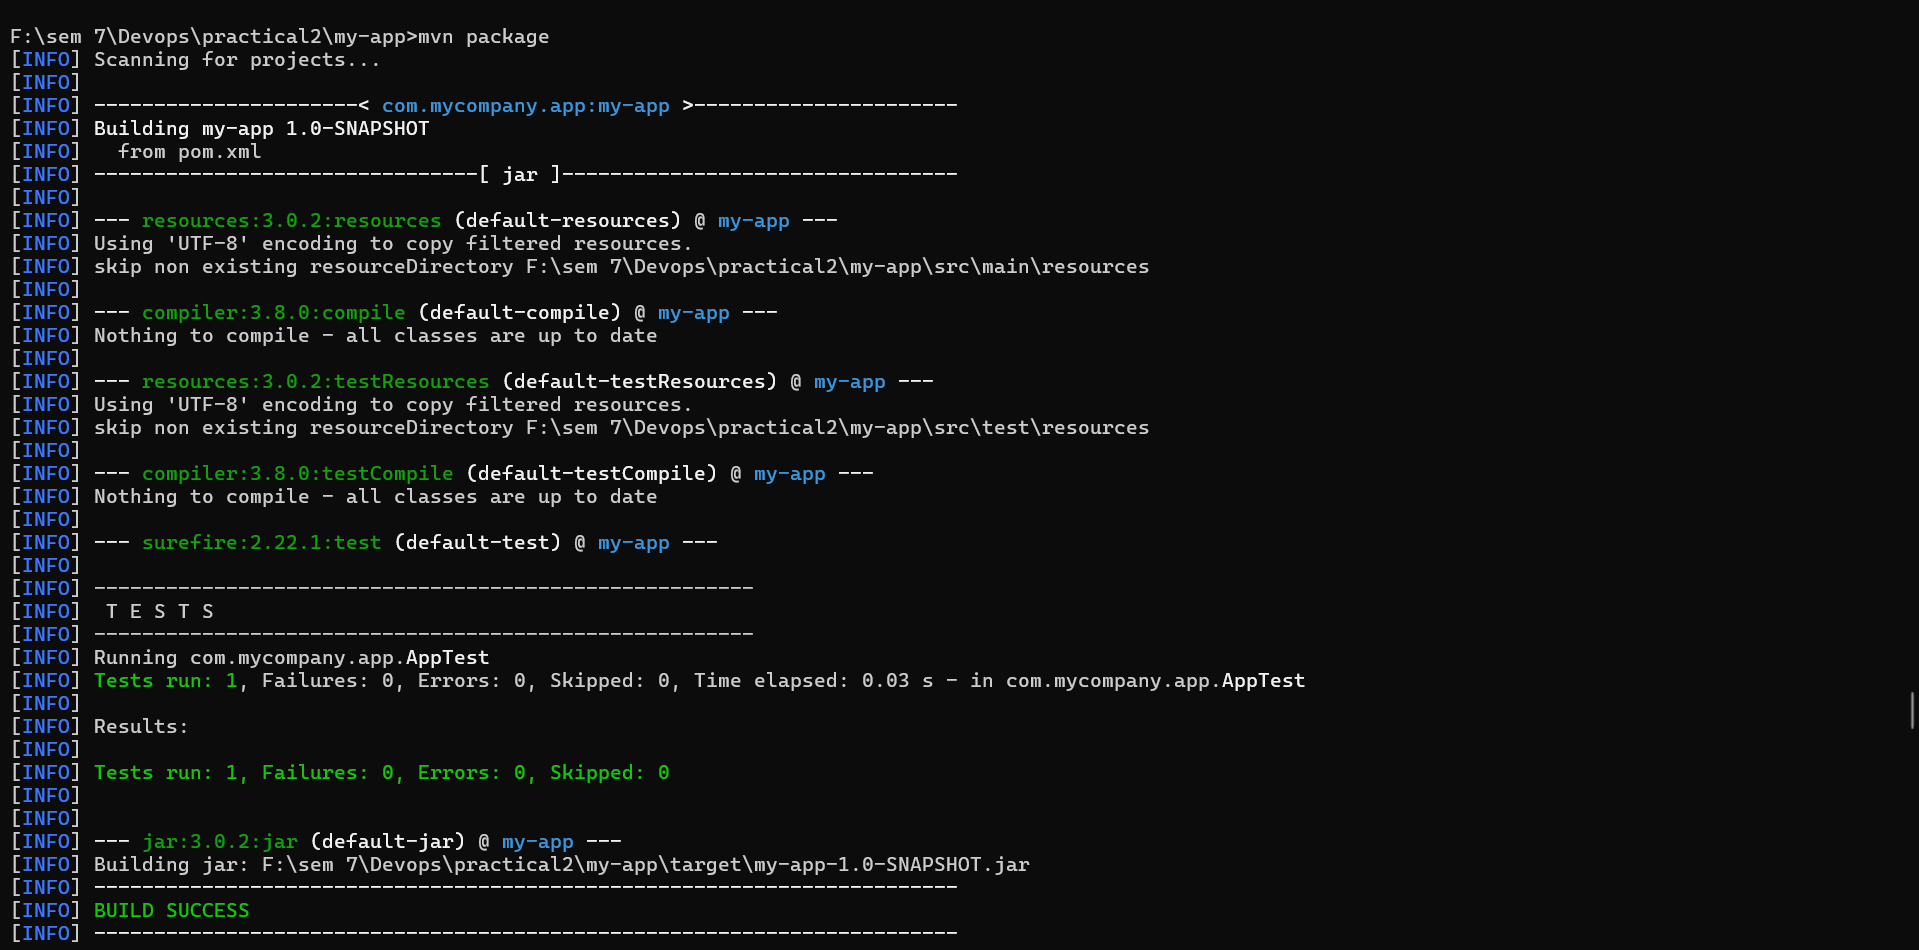 F:\sem 7\Devops\practical2\my-app>mvn package
[INFO] Scanning for projects...
[INFO]
[INFO] ----------------------< com.mycompany.app:my-app >----------------------
[INFO] Building my-app 1.0-SNAPSHOT
[INFO]   from pom.xml
[INFO] --------------------------------[ jar ]---------------------------------
[INFO]
[INFO] --- resources:3.0.2:resources (default-resources) @ my-app ---
[INFO] Using 'UTF-8' encoding to copy filtered resources.
[INFO] skip non existing resourceDirectory F:\sem 7\Devops\practical2\my-app\src\main\resources
[INFO]
[INFO] --- compiler:3.8.0:compile (default-compile) @ my-app ---
[INFO] Nothing to compile - all classes are up to date
[INFO]
[INFO] --- resources:3.0.2:testResources (default-testResources) @ my-app ---
[INFO] Using 'UTF-8' encoding to copy filtered resources.
[INFO] skip non existing resourceDirectory F:\sem 7\Devops\practical2\my-app\src\test\resources
[INFO]
[INFO] --- compiler:3.8.0:testCompile (default-testCompile) @ my-app ---
[INFO] Nothing to compile - all classes are up to date
[INFO]
[INFO] --- surefire:2.22.1:test (default-test) @ my-app ---
[INFO]
[INFO] -------------------------------------------------------
[INFO]  T E S T S
[INFO] -------------------------------------------------------
[INFO] Running com.mycompany.app.AppTest
[INFO] Tests run: 1, Failures: 0, Errors: 0, Skipped: 0, Time elapsed: 0.03 s - in com.mycompany.app.AppTest
[INFO]
[INFO] Results:
[INFO]
[INFO] Tests run: 1, Failures: 0, Errors: 0, Skipped: 0
[INFO]
[INFO]
[INFO] --- jar:3.0.2:jar (default-jar) @ my-app ---
[INFO] Building jar: F:\sem 7\Devops\practical2\my-app\target\my-app-1.0-SNAPSHOT.jar
[INFO] ------------------------------------------------------------------------
[INFO] BUILD SUCCESS
[INFO] ------------------------------------------------------------------------